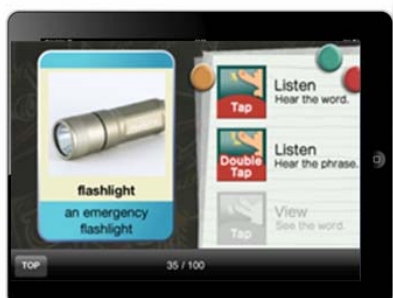 flashlight
an emergency
flashlight
Tap
Listen
Hear the word.
Double
Tap
Listen
Hear the phrase.
Tap
View
See the word.
TOP
35 / 100